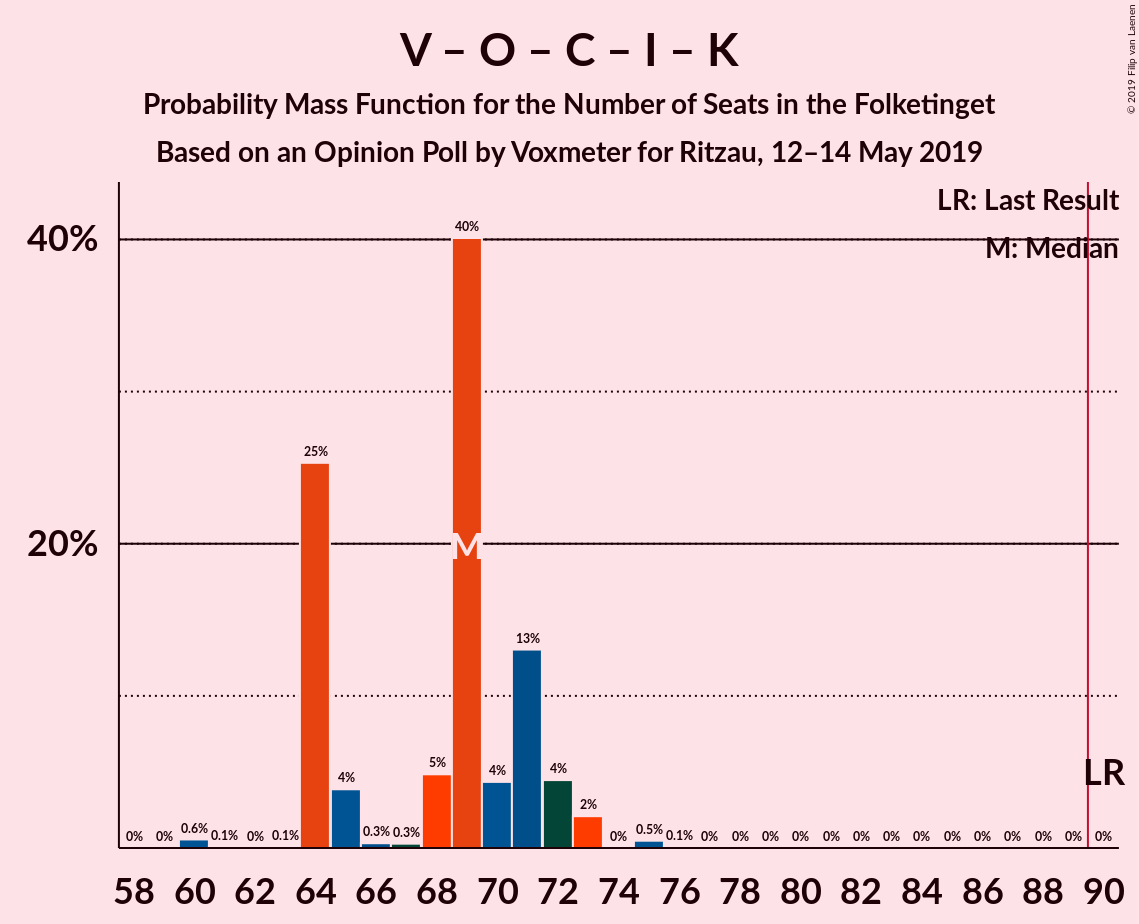 V – O – C – I – K
Probability Mass Function for the Number of Seats in the Folketinget
Based on an Opinion Poll by Voxmeter for Ritzau, 12–14 May 2019
© 2019 Filip van Laenen
LR: Last Result
M: Median
40%
20%
0% 0% 0.6% 0.1% 0% 0.1% 25% 4% 0.3% 0.3% 5% 40% 4% 13% 4% 2% 0% 0.5% 0.1% 0% 0% 0% 0% 0% 0% 0% 0% 0% 0% 0% 0% 0% 0%
M
LR
58 60 62 64 66 68 70 72 74 76 78 80 82 84 86 88 90